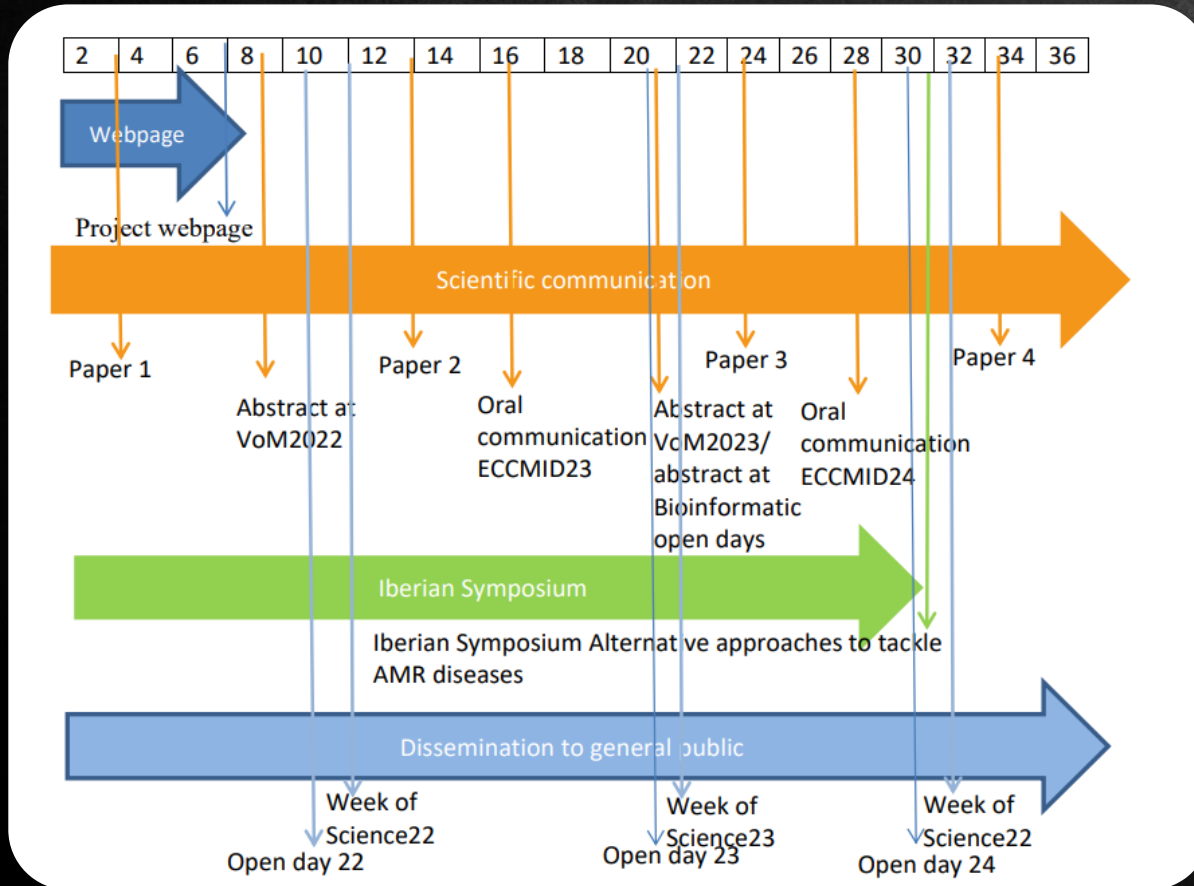 2 4 6 8 10 12 14 16 18 20 22 24 26 28 30 32 34 36
Webpage
Project webpage
Scientific communication
Paper 1
Abstract at
VoM2022
Paper 2
Oral
communication
ECCMID23
Abstract at
VoM2023/
abstract at
Bioinformatic
open days
Paper 3
Oral
communication
ECCMID24
Paper 4
Iberian Symposium
Iberian Symposium Alternative approaches to tackle
AMR diseases
Dissemination to general public
Week of
Science22
Open day 22
Week of
Science23
Open day 23
Week of
Science22
Open day 24